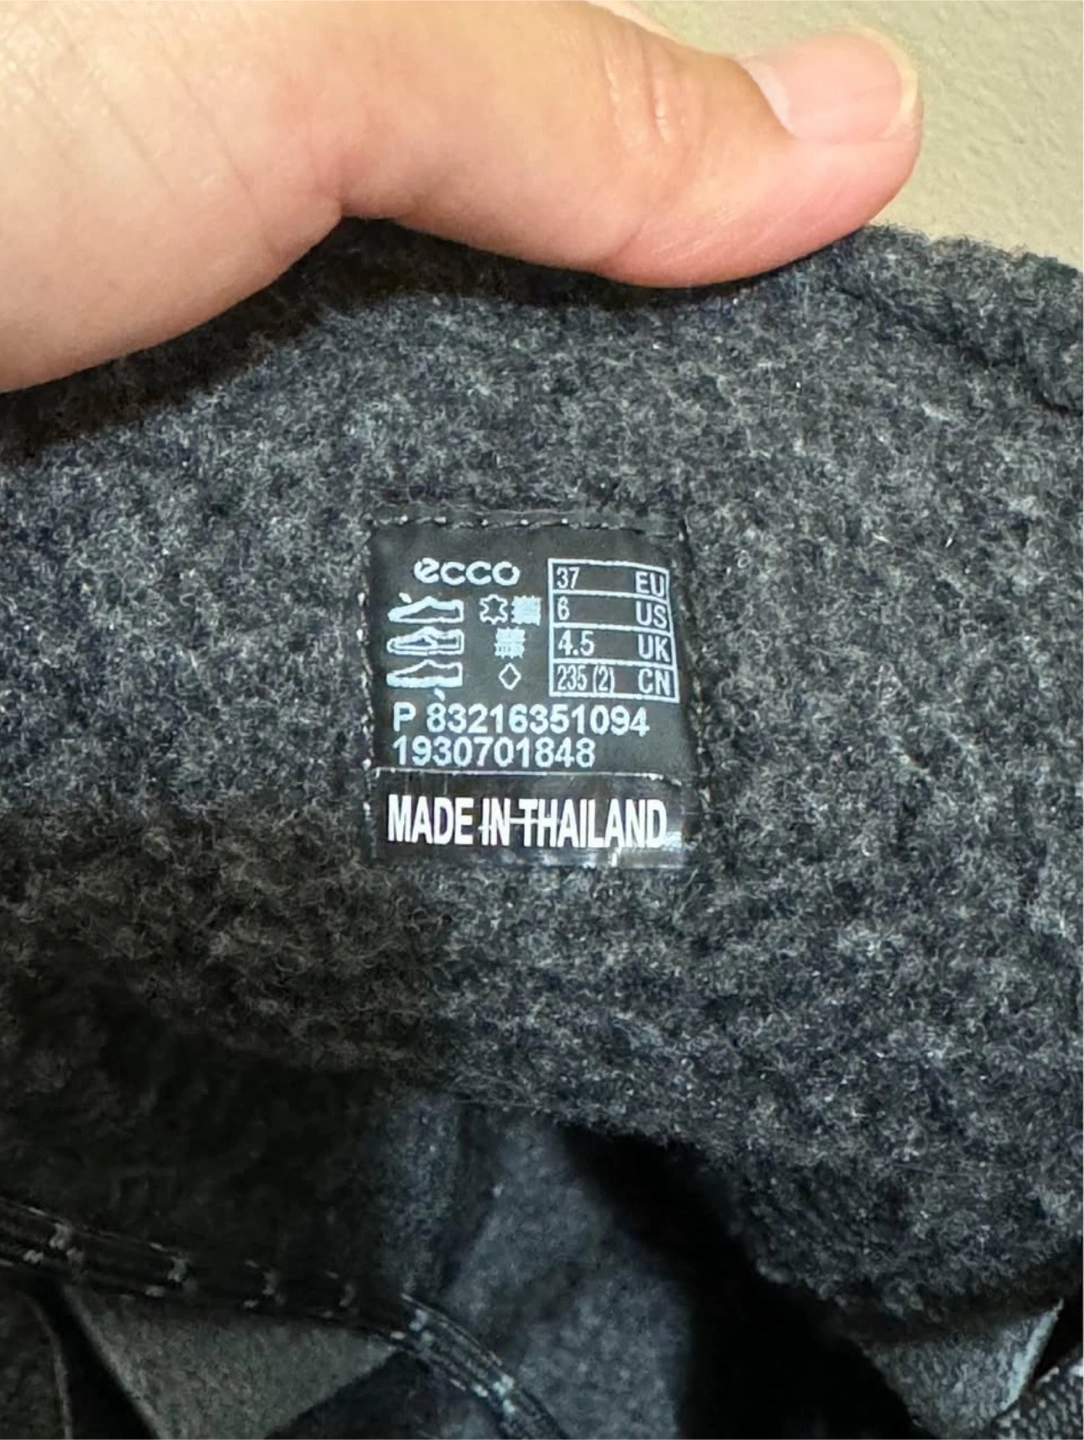 ecco
37 EU
6 US
4.5 UK
235 (2) CN
P 83216351094
1930701848
MADE IN THAILAND